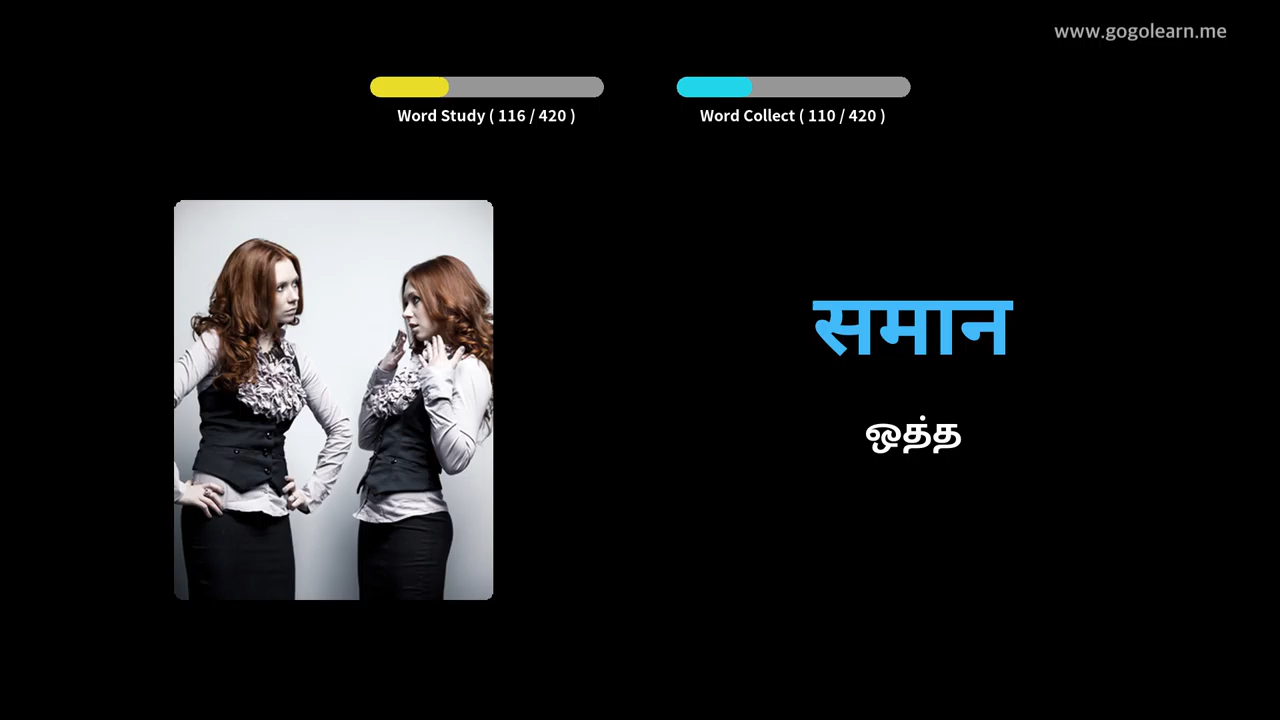 www.gogolearn.me
Word Study ( 116 / 420 )
Word Collect ( 110 / 420 )
समान
ஒத்த